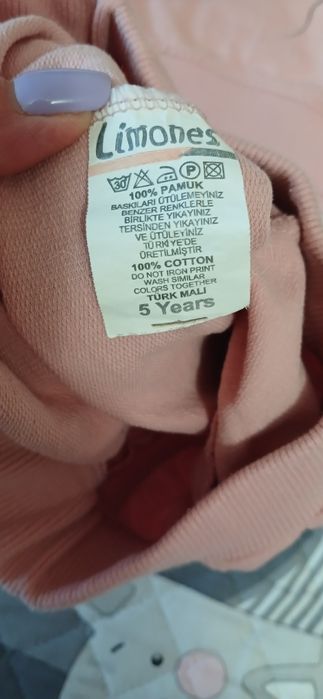 Limones
30 P
100% PAMUK
BASKILARI ÜTÜLEMEYİNİZ
BENZER RENKLERLE
BİRLİKTE YIKAYINIZ
TERSİNDEN YIKAYINIZ
VE ÜTÜLEYİNİZ
TÜRKİYE'DE
ÜRETİLMİŞTİR
100% COTTON
DO NOT IRON PRINT
WASH SIMILAR
COLORS TOGETHER
TÜRK MALI
5 Years